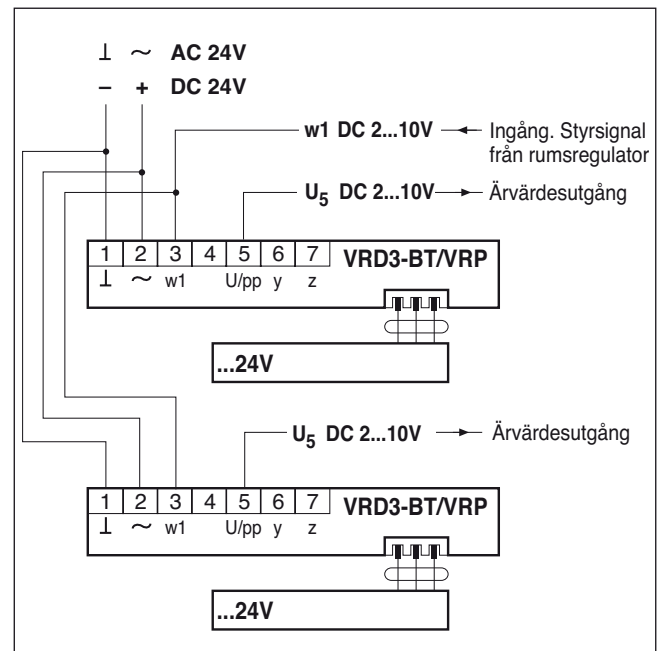 ⊥ ~ AC 24V
– + DC 24V
w1 DC 2...10V Ingång. Styrsignal
från rumsregulator
U5 DC 2...10V Ärvärdesutgång
1 2 3 4 5 6 7 VRD3-BT/VRP
⊥ ~ w1 U/pp y z
...24V
U5 DC 2...10V Ärvärdesutgång
1 2 3 4 5 6 7 VRD3-BT/VRP
⊥ ~ w1 U/pp y z
...24V